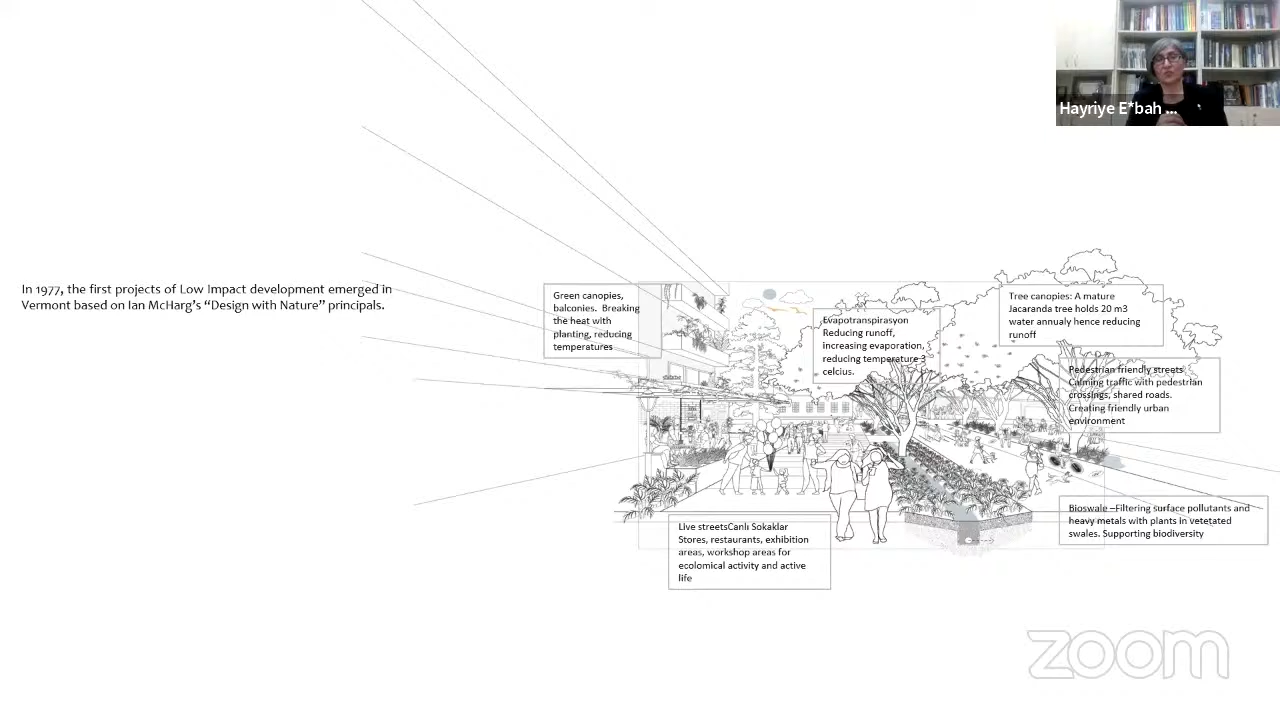 Hayriye E*bah ...
In 1977, the first projects of Low Impact development emerged in
Vermont based on Ian McHarg's “Design with Nature” principals.
Green canopies,
balconies. Breaking
the heat with
planting, reducing
temperatures
Evapotranspirasyon
Reducing runoff,
increasing evaporation,
reducing temperature 3
celcius.
Tree canopies: A mature
Jacaranda tree holds 20 m3
water annualy hence reducing
runoff
Pedestrian friendly streets
Calming traffic with pedestrian
crossings, shared roads.
Creating friendly urban
environment
Live streetsCanlı Sokaklar
Stores, restaurants, exhibition
areas, workshop areas for
ecolomical activity and active
life
Bioswale –Filtering surface pollutants and
heavy metals with plants in vetetated
swales. Supporting biodiversity
zoom